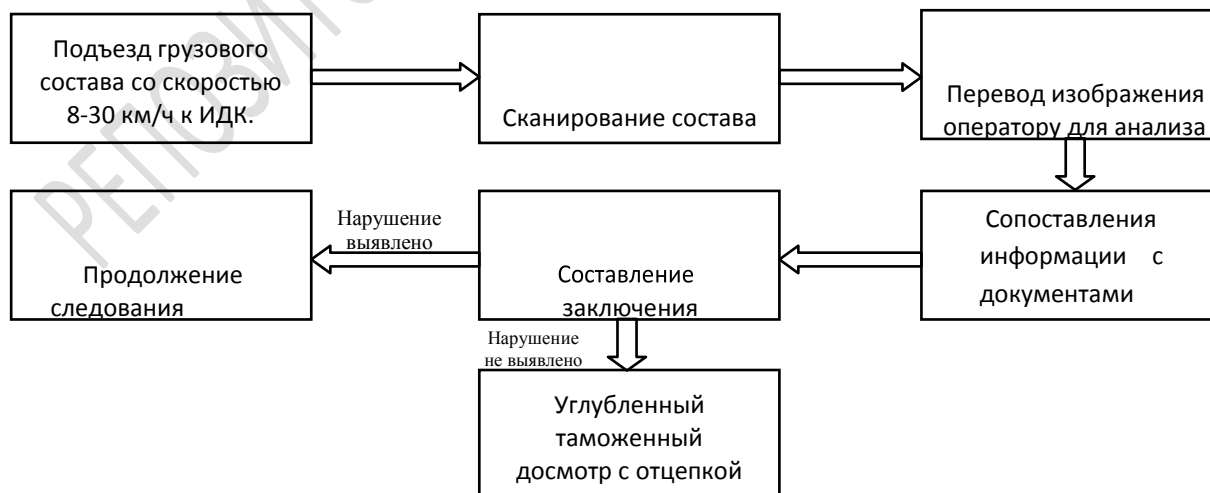 РЕПОЗИТ
Подъезд грузового
состава со скоростью
8-30 км/ч к ИДК.
Сканирование состава
Перевод изображения
оператору для анализа
Продолжение
следования
Нарушение
выявлено
Составление
заключения
Сопоставления
информации с
документами
Нарушение
не выявлено
Углубленный
таможенный
досмотр с отцепкой